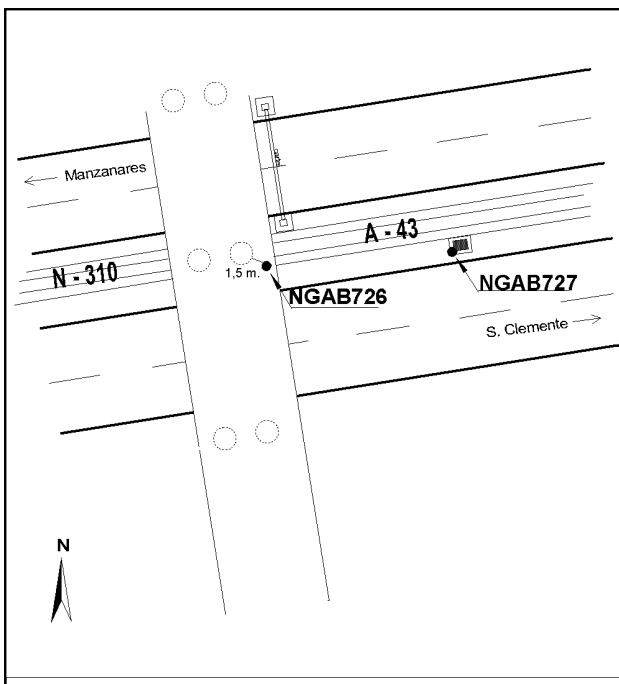 Manzanares
A - 43
N - 310
1,5 m.
NGAB726
NGAB727
S. Clemente
N